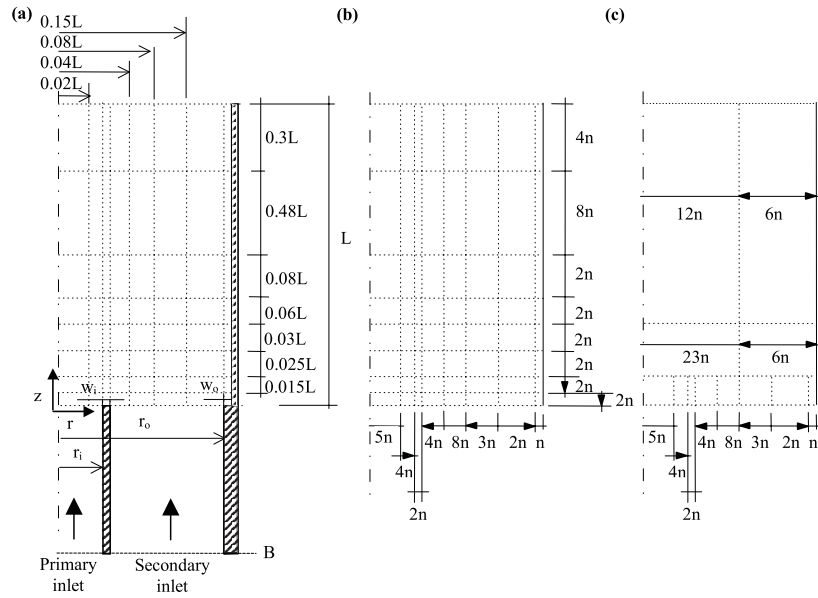 (a)
0.15L
0.08L
0.04L
0.02L
0.3L
0.48L
L
0.08L
0.06L
0.03L
0.025L
0.015L
z
r
wi
wo
ro
ri
B
Primary
inlet
Secondary
inlet
(b)
4n
8n
2n
2n
2n
2n
2n
2n
5n
4n
8n
3n
2n
n
4n
2n
(c)
12n
6n
23n
6n
5n
4n
8n
3n
2n
n
4n
2n